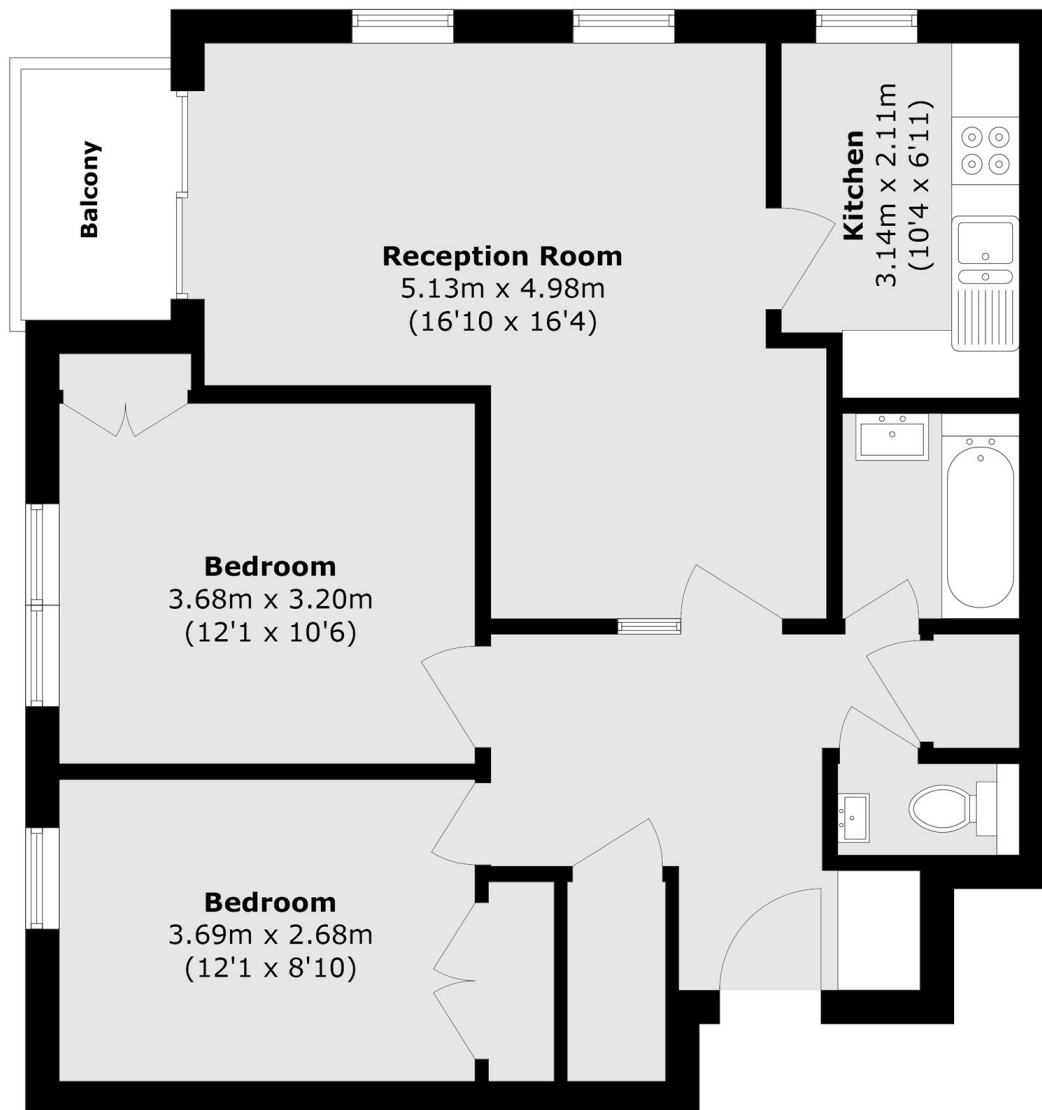 Balcony
Reception Room
5.13m x 4.98m
(16'10 x 16'4)
Kitchen
3.14m x 2.11m
(10'4 x 6'11)
Bedroom
3.68m x 3.20m
(12'1 x 10'6)
Bedroom
3.69m x 2.68m
(12'1 x 8'10)